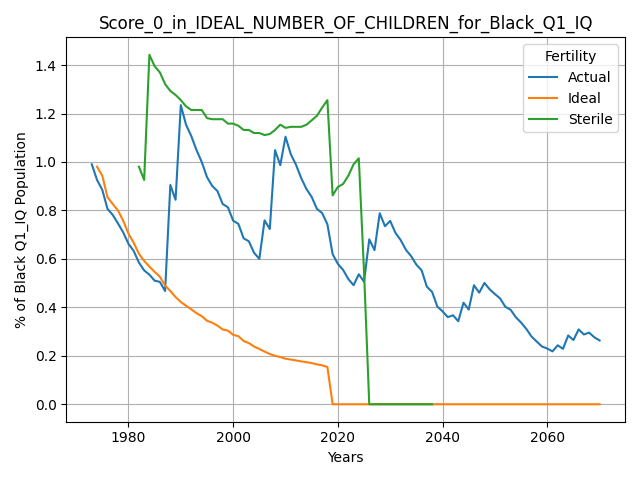 Score_0_in_IDEAL_NUMBER_OF_CHILDREN_for_Black_Q1_IQ
Fertility
Actual
Ideal
Sterile
% of Black Q1_IQ Population
1.4
1.2
1.0
0.8
0.6
0.4
0.2
0.0
1980
2000
2020
2040
2060
Years